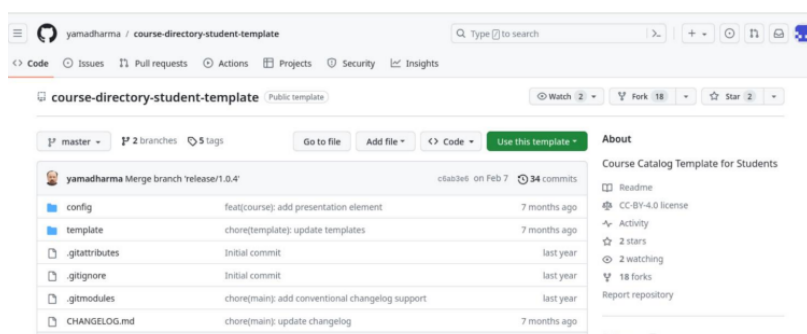 yamadharma / course-directory-student-template
Type / to search
Code Issues Pull requests Actions Projects Security Insights
course-directory-student-template Public template
Watch 2 Fork 18 Star 2
master 2 branches 5 tags Go to file Add file Code Use this template
yamadharma Merge branch 'release/1.0.4' c6ab3e6 on Feb 7 34 commits
config feat(course): add presentation element 7 months ago
template chore(template): update templates 7 months ago
.gitattributes Initial commit last year
.gitignore Initial commit last year
.gitmodules chore(main): add conventional changelog support last year
CHANGELOG.md chore(main): update changelog 7 months ago
About
Course Catalog Template for Students
Readme
CC-BY-4.0 license
Activity
2 stars
2 watching
18 forks
Report repository